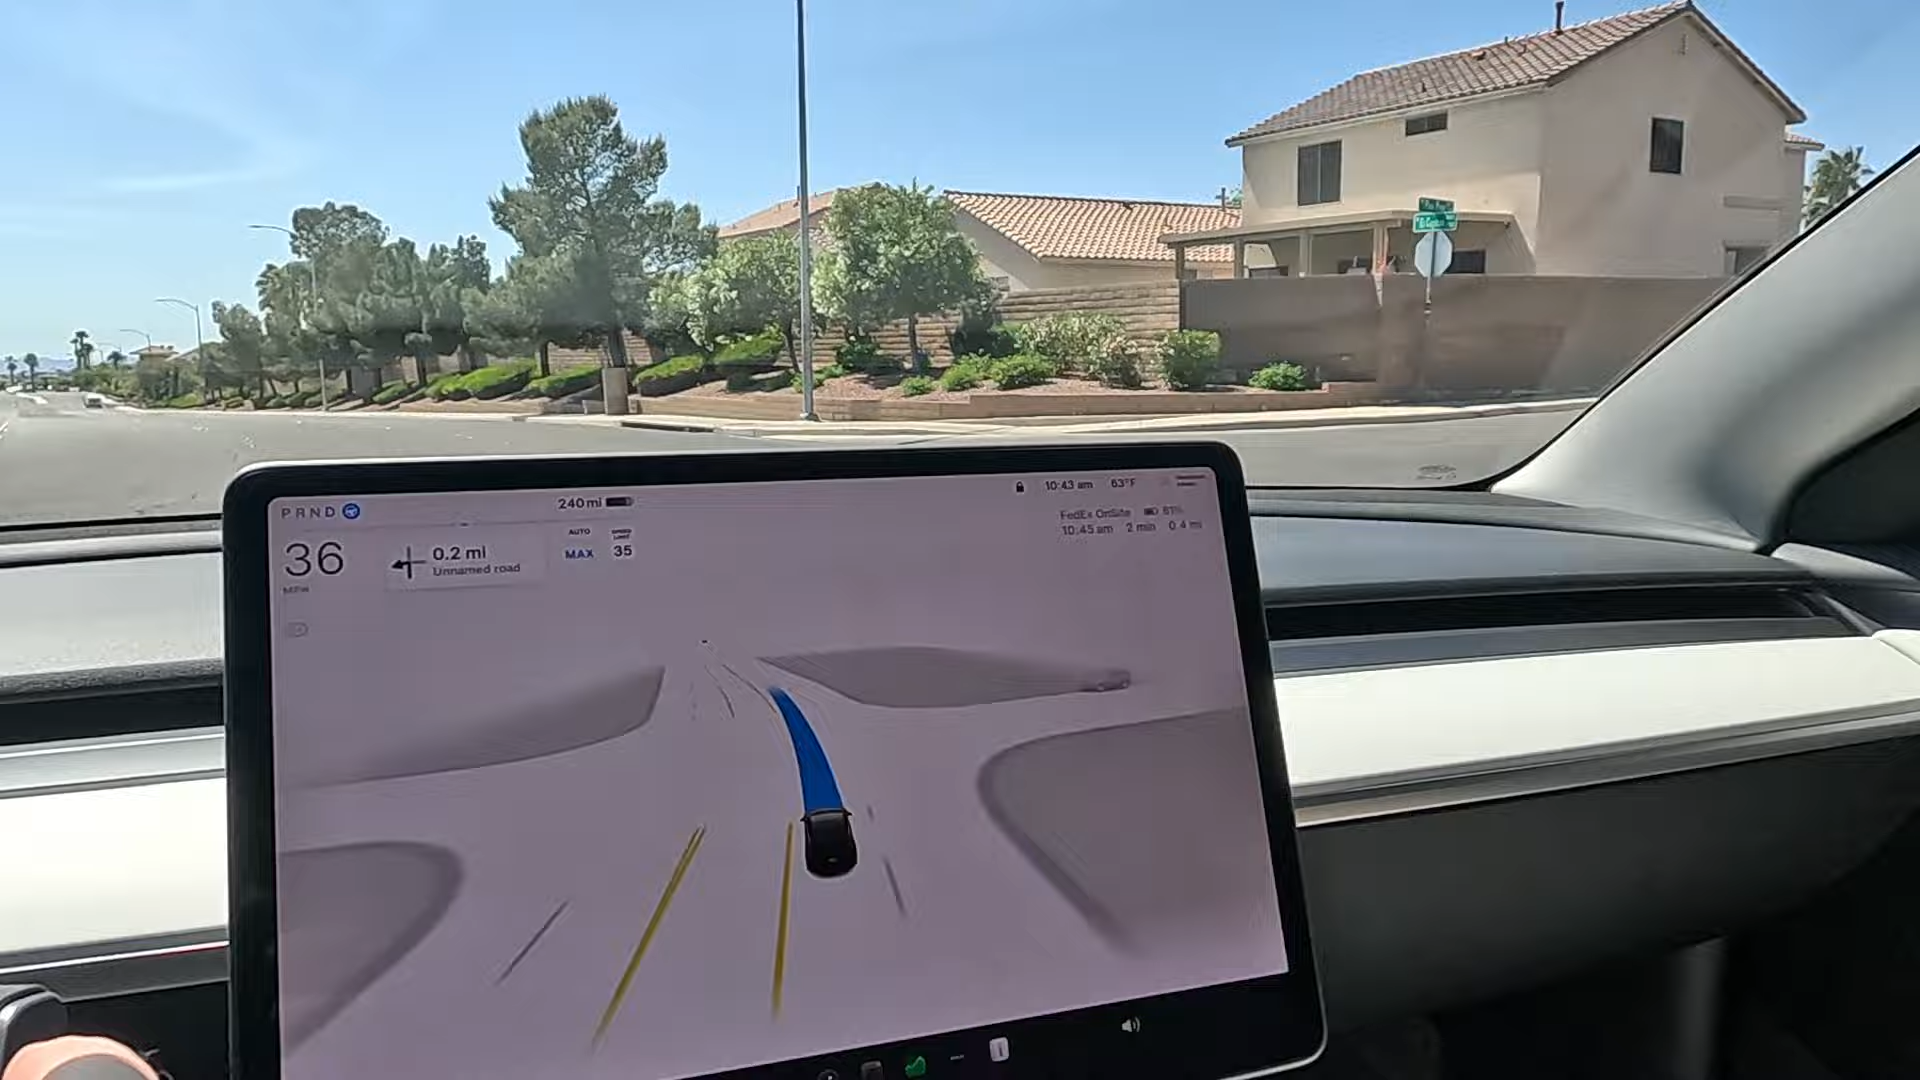 PRND
240 mi
10:43 am 63°F
36
MPH
0.2 mi
Unnamed road
AUTO
MAX
SPEED
LIMIT
35
FedEx OnSite 81%
10:45 am 2 min 0.4 mi